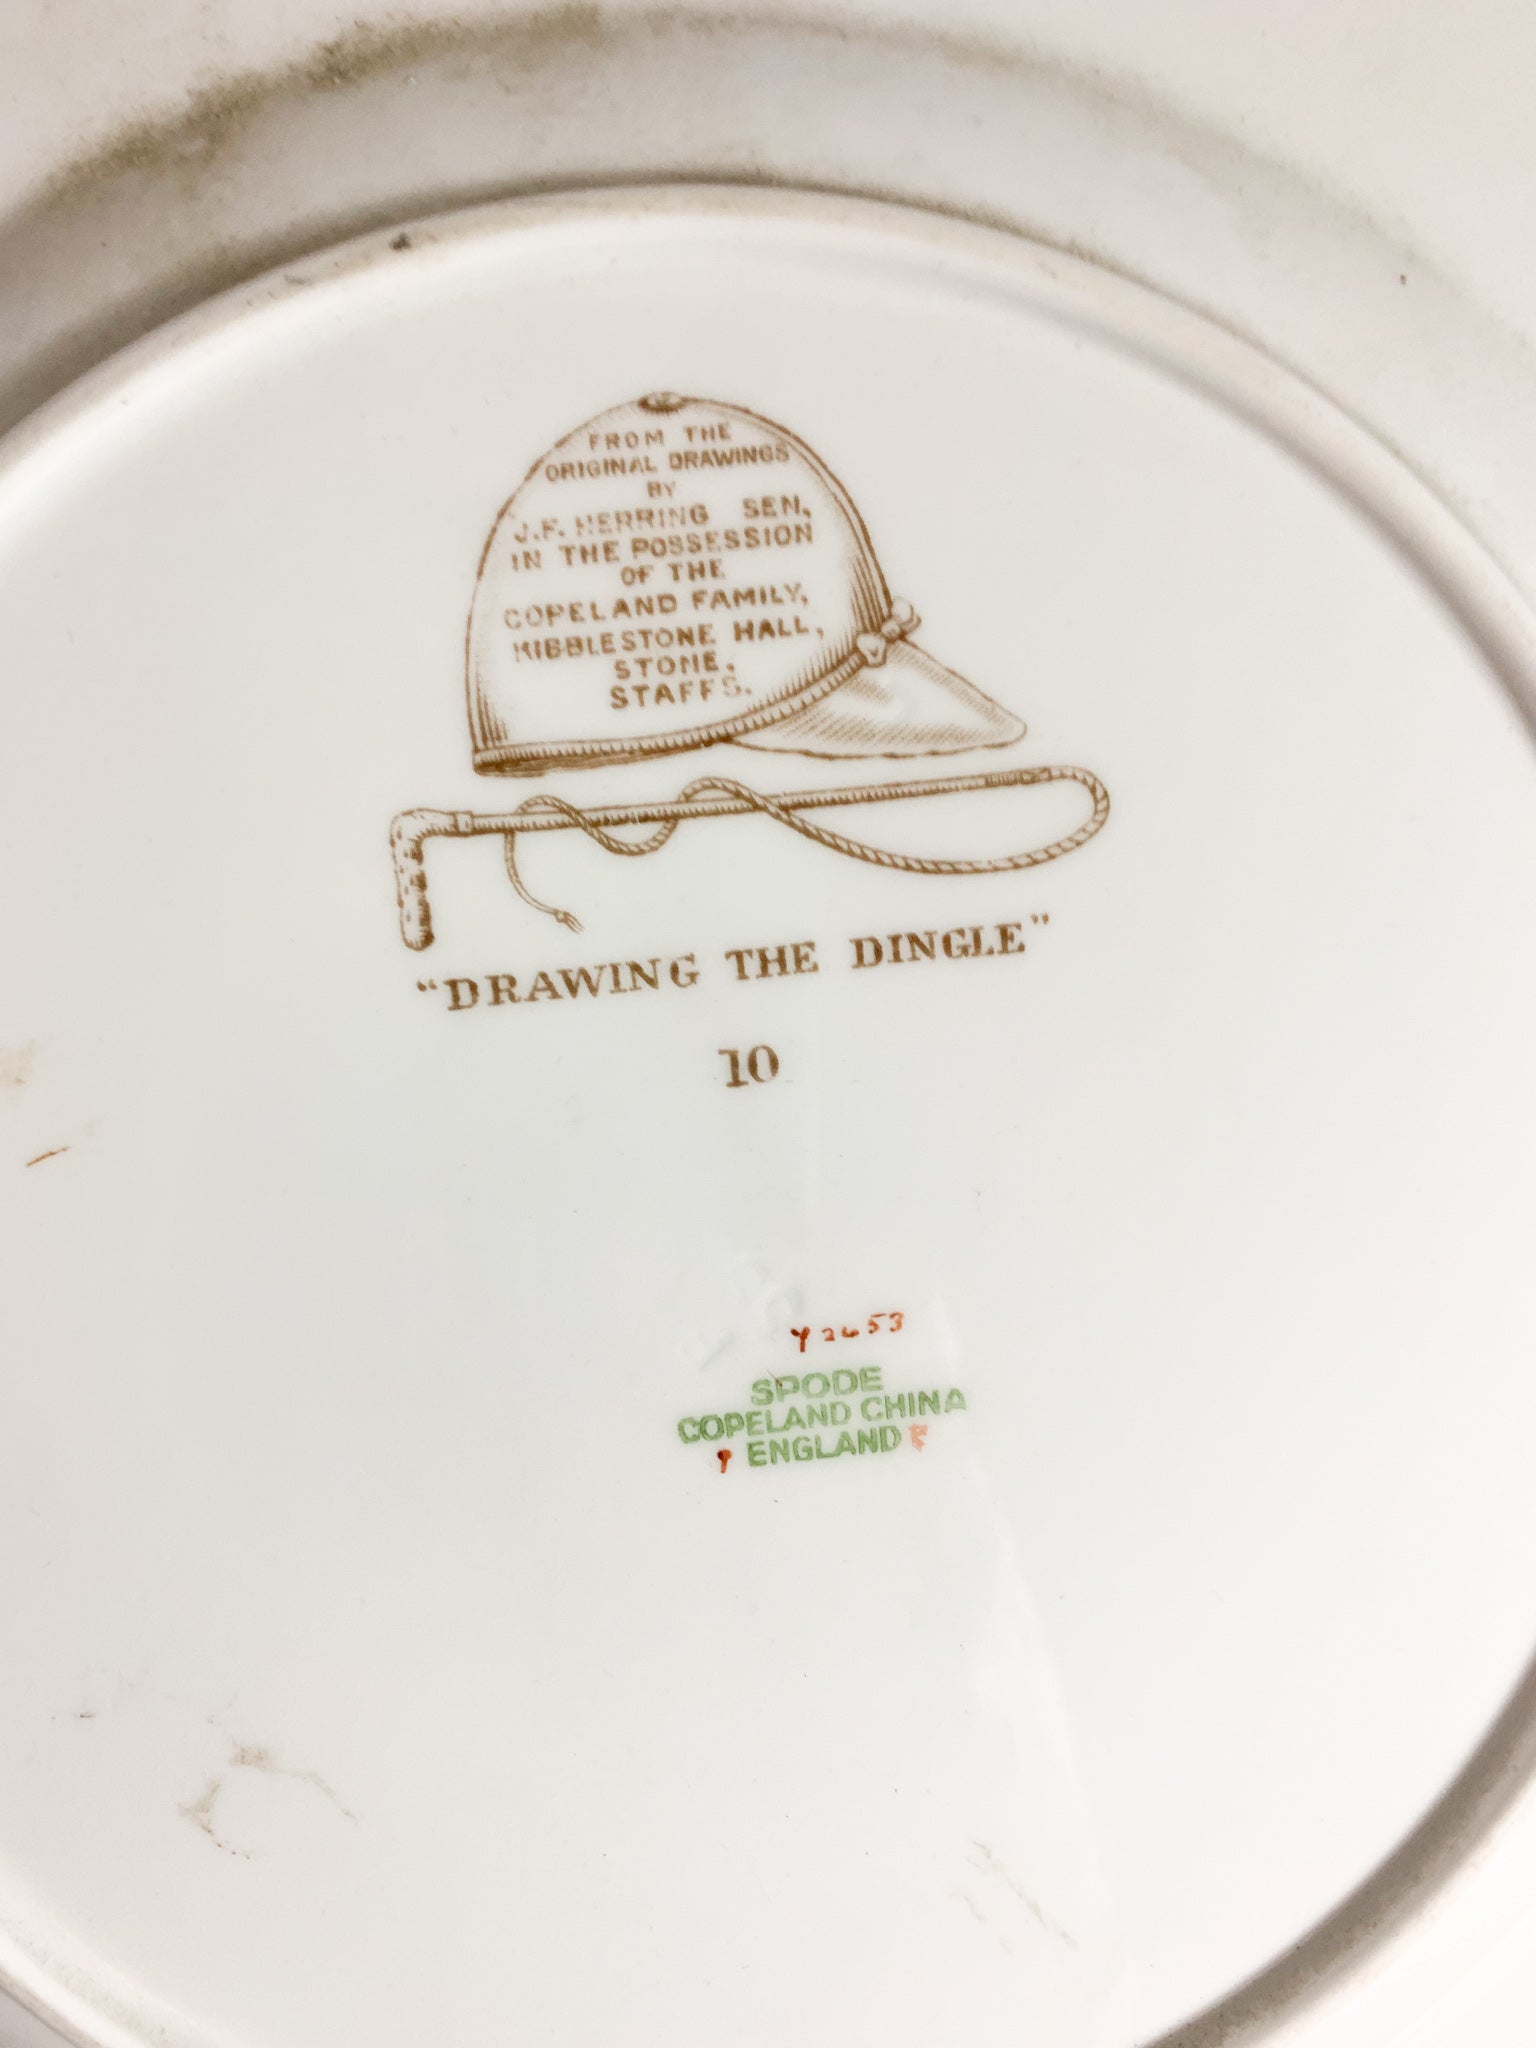 FROM THE
ORIGINAL DRAWINGS
BY
J.F. HERRING SEN.
IN THE POSSESSION
OF THE
COPELAND FAMILY,
KIBBLESTONE HALL,
STONE,
STAFFS.
"DRAWING THE DINGLE"
10
Y2653
SPODE
COPELAND CHINA
ENGLAND